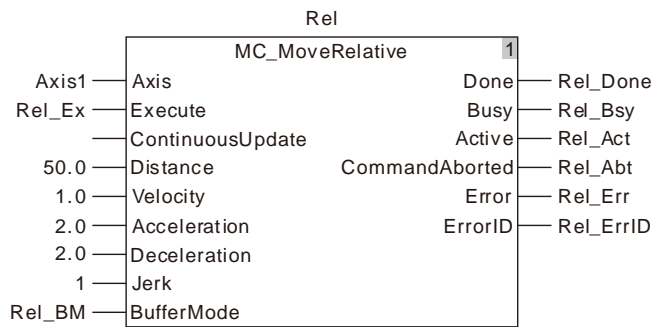 Rel
MC_MoveRelative 1
Axis1 Axis Done Rel_Done
Rel_Ex Execute Busy Rel_Bsy
ContinuousUpdate Active Rel_Act
50.0 Distance CommandAborted Rel_Abt
1.0 Velocity Error Rel_Err
2.0 Acceleration ErrorID Rel_ErrID
2.0 Deceleration
1 Jerk
Rel_BM BufferMode